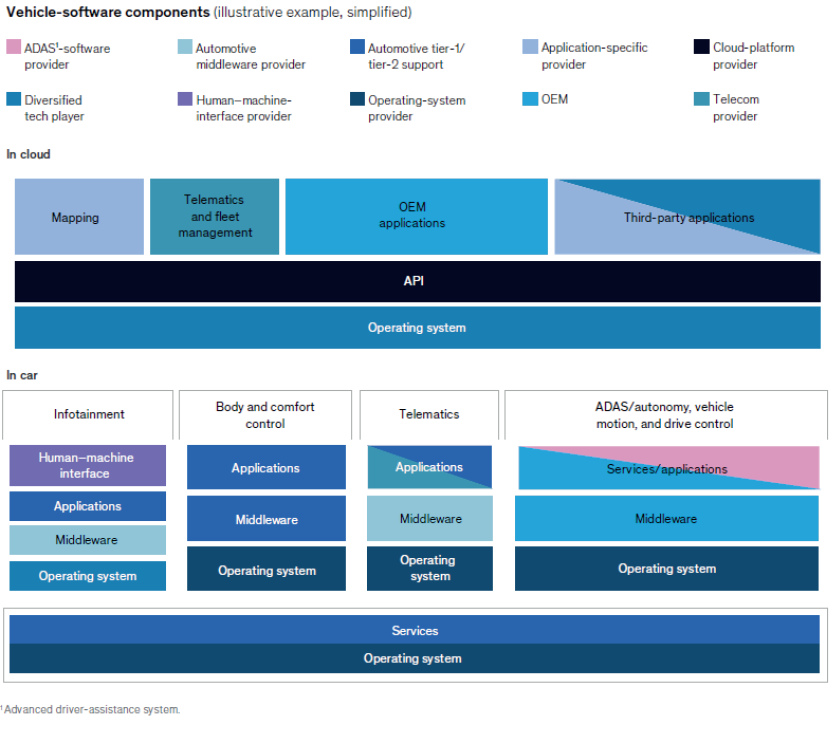 Vehicle-software components (illustrative example, simplified)
ADAS¹-software
provider
Automotive
middleware provider
Automotive tier-1/
tier-2 support
Application-specific
provider
Cloud-platform
provider
Diversified
tech player
Human–machine-
interface provider
Operating-system
provider
OEM
Telecom
provider
In cloud
Mapping
Telematics
and fleet
management
OEM
applications
Third-party applications
API
Operating system
In car
Infotainment
Body and comfort
control
Telematics
ADAS/autonomy, vehicle
motion, and drive control
Human–machine
interface
Applications
Middleware
Operating system
Applications
Middleware
Operating system
Applications
Middleware
Operating
system
Services/applications
Middleware
Operating system
Services
Operating system
¹Advanced driver-assistance system.